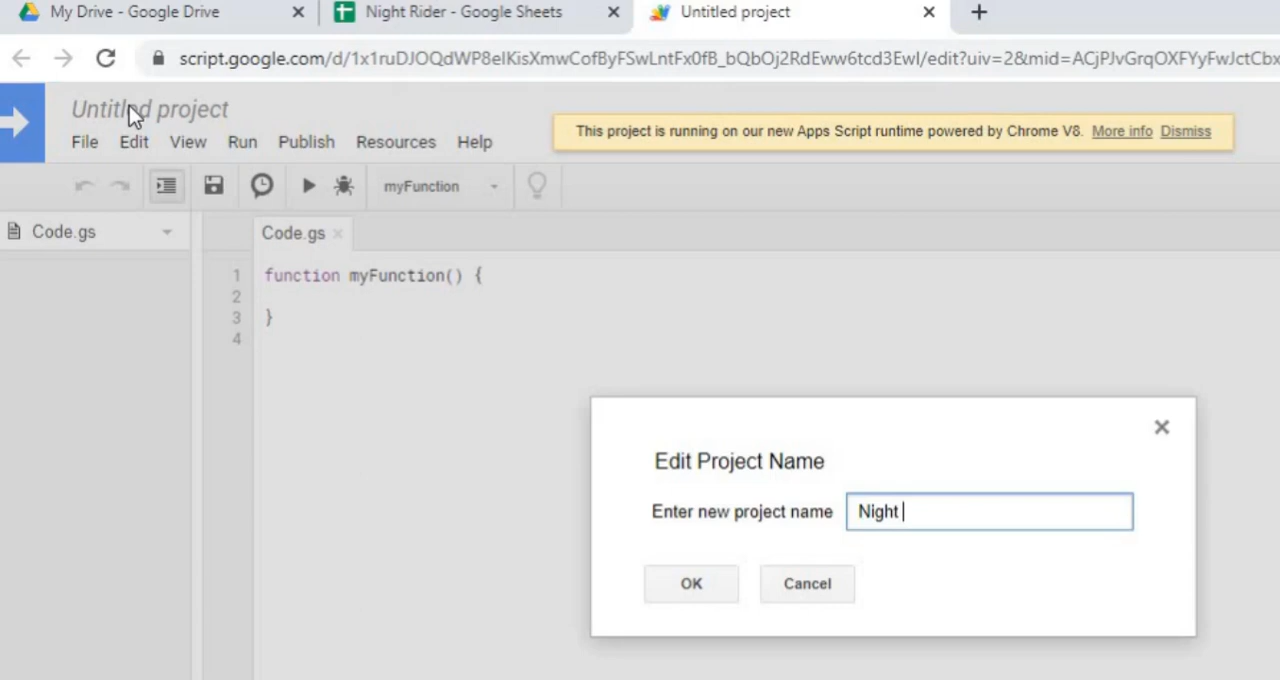 My Drive - Google Drive
Night Rider - Google Sheets
Untitled project
script.google.com/d/1x1ruDJOQdWP8eIKisXmwCofByFSwLntFx0fB_bQbOj2RdEww6tcd3Ewl/edit?uiv=2&mid=ACjPJvGrqOXFYyFwJctCbx
Untitled project
File Edit View Run Publish Resources Help
This project is running on our new Apps Script runtime powered by Chrome V8. More info Dismiss
myFunction
Code.gs
Code.gs
1 function myFunction() {
2
3 }
4
Edit Project Name
Enter new project name Night
OK Cancel